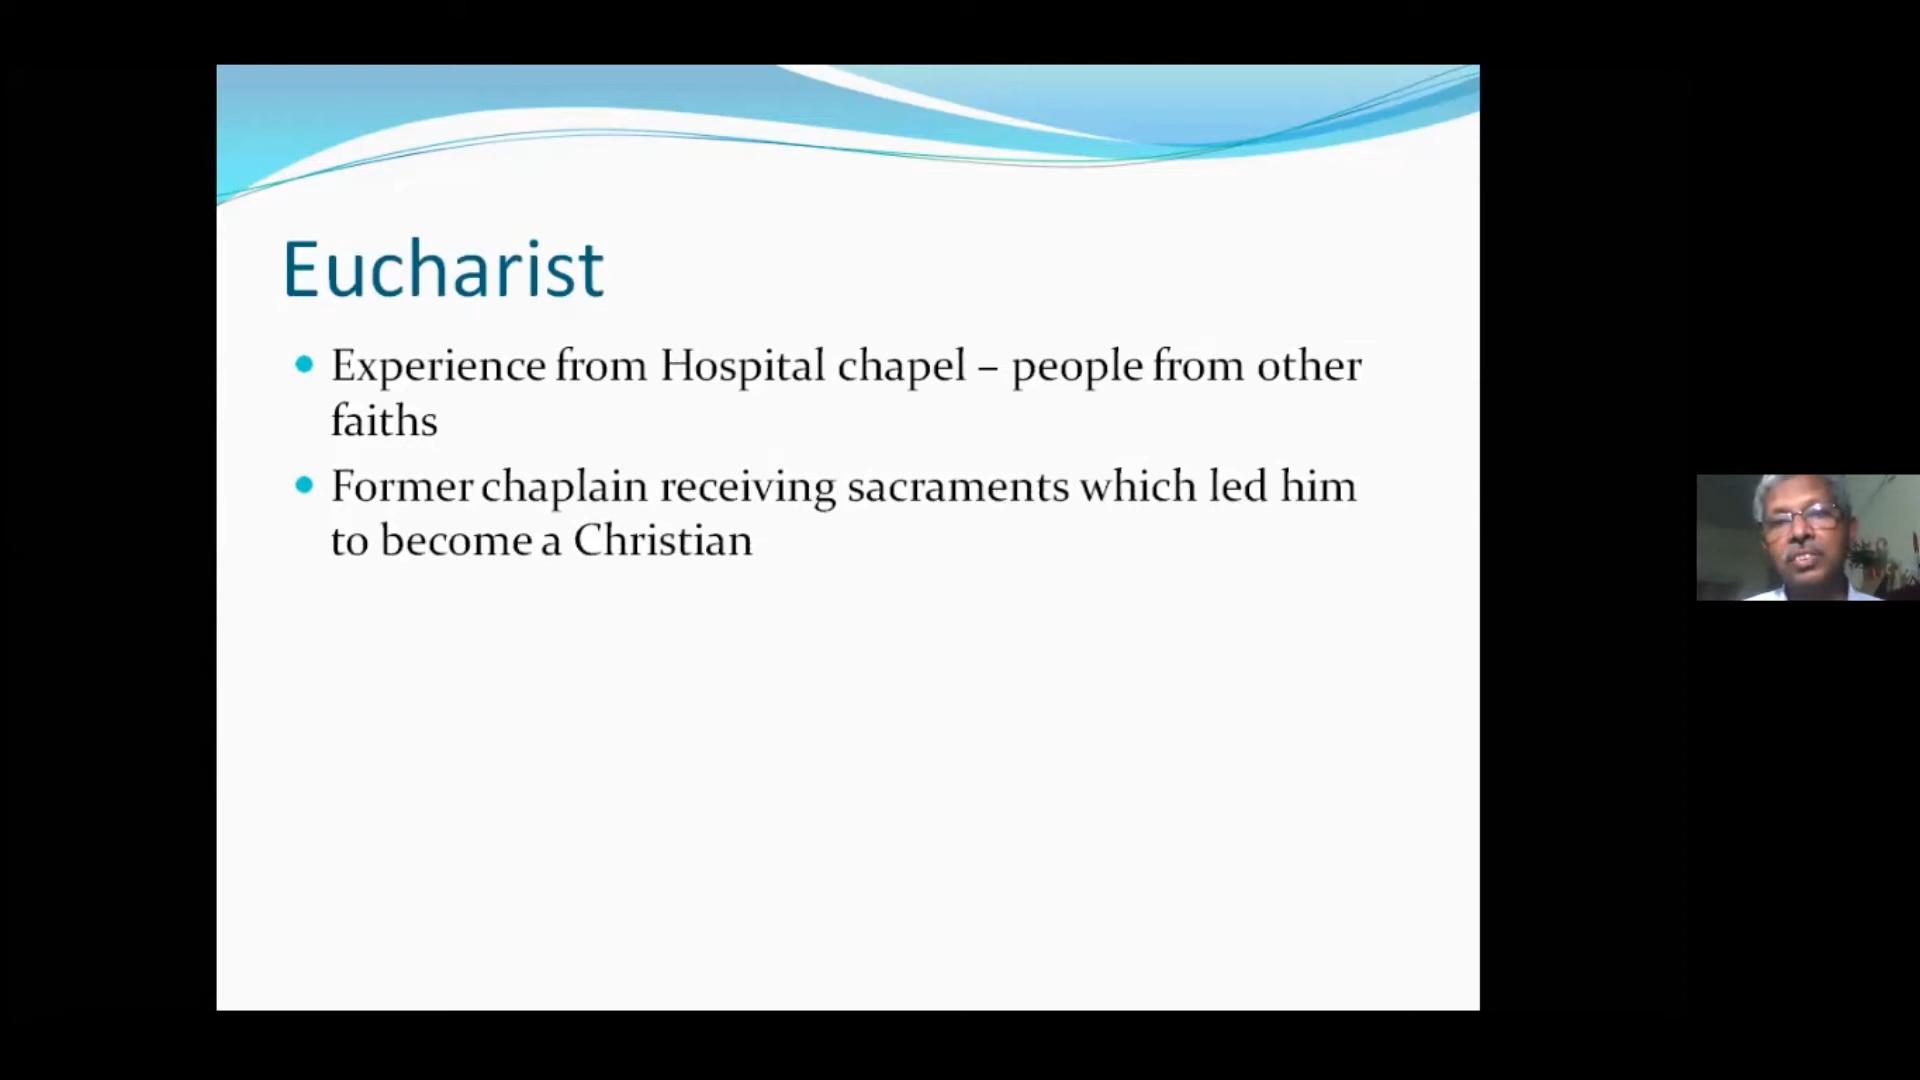 Eucharist
Experience from Hospital chapel – people from other
faiths
Former chaplain receiving sacraments which led him
to become a Christian